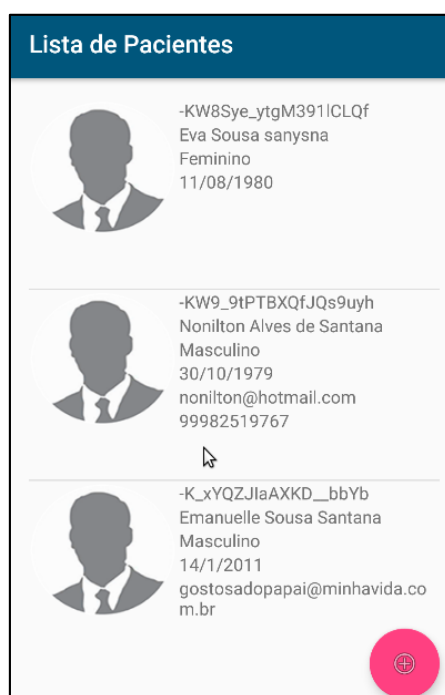 Lista de Pacientes
-KW8Sye_ytgM391lCLQf
Eva Sousa sanysna
Feminino
11/08/1980
-KW9_9tPTBXQfJQs9uyh
Nonilton Alves de Santana
Masculino
30/10/1979
nonilton@hotmail.com
99982519767
-K_xYQZJIaAXKD__bbYb
Emanuelle Sousa Santana
Masculino
14/1/2011
gostosadopapai@minhavida.co
m.br